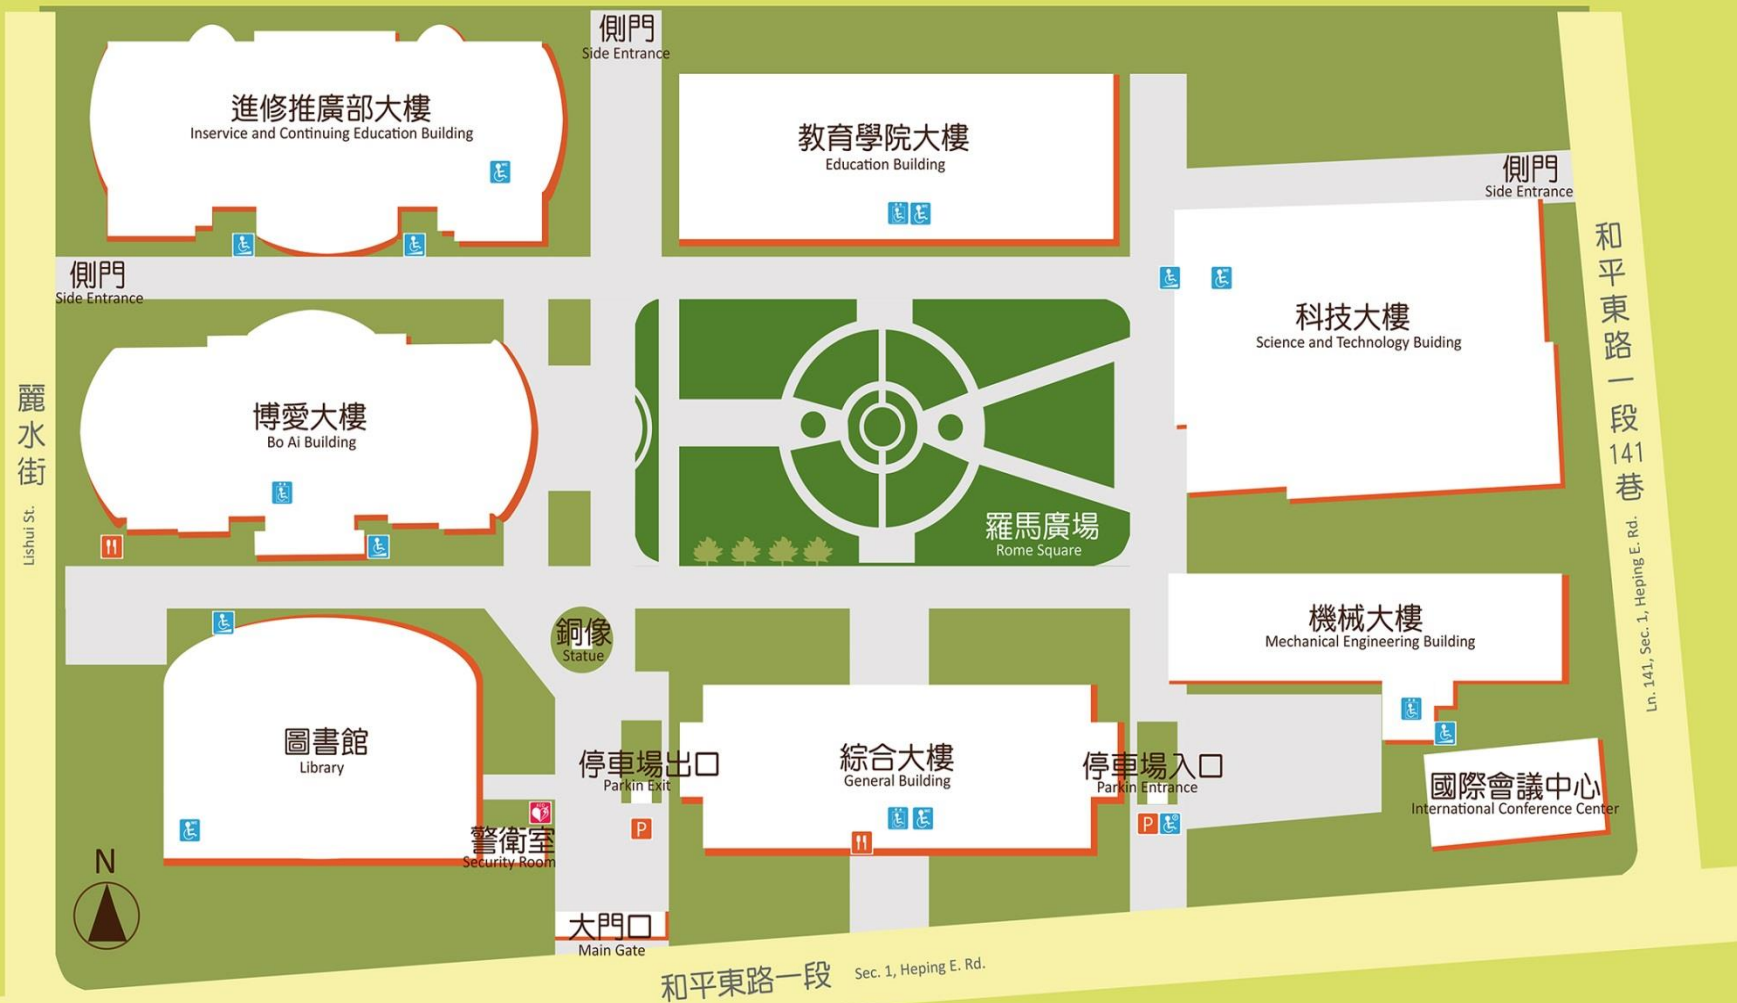 側門
Side Entrance
進修推廣部大樓
Inservice and Continuing Education Building
教育學院大樓
Education Building
側門
Side Entrance
側門
Side Entrance
科技大樓
Science and Technology Buiding
和平東路一段141巷
Ln. 141, Sec. 1, Heping E. Rd.
麗水街
Lishui St.
博愛大樓
Bo Ai Building
羅馬廣場
Rome Square
銅像
Statue
機械大樓
Mechanical Engineering Building
圖書館
Library
停車場出口
Parkin Exit
P
綜合大樓
General Building
停車場入口
Parkin Entrance
P
國際會議中心
International Conference Center
AED
警衛室
Security Room
N
大門口
Main Gate
和平東路一段
Sec. 1, Heping E. Rd.